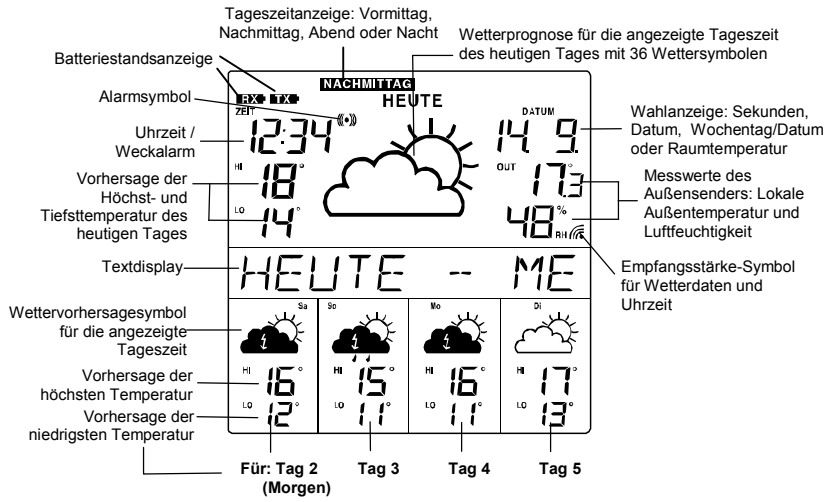 Tageszeitanzeige: Vormittag,
Nachmittag, Abend oder Nacht
Wetterprognose für die angezeigte Tageszeit
des heutigen Tages mit 36 Wettersymbolen
Batteriestandsanzeige
Alarmsymbol
Uhrzeit /
Weckalarm
Vorhersage der
Höchst- und
Tiefsttemperatur des
heutigen Tages
Textdisplay
Wettervorhersagesymbol
für die angezeigte
Tageszeit
Vorhersage der
höchsten Temperatur
Vorhersage der
niedrigsten Temperatur
NACHMITTAG
HEUTE
RX TX
ZEIT
12:34
HI 18°
LO 14°
DATUM
14. 9.
OUT 17.3°
48%
RH
HEUTE - ME
Sa So Mo Di
HI 16° HI 15° HI 16° HI 17°
LO 12° LO 11° LO 11° LO 13°
Wahlanzeige: Sekunden,
Datum, Wochentag/Datum
oder Raumtemperatur
Messwerte des
Außensenders: Lokale
Außentemperatur und
Luftfeuchtigkeit
Empfangsstärke-Symbol
für Wetterdaten und
Uhrzeit
Für: Tag 2 Tag 3 Tag 4 Tag 5
(Morgen)